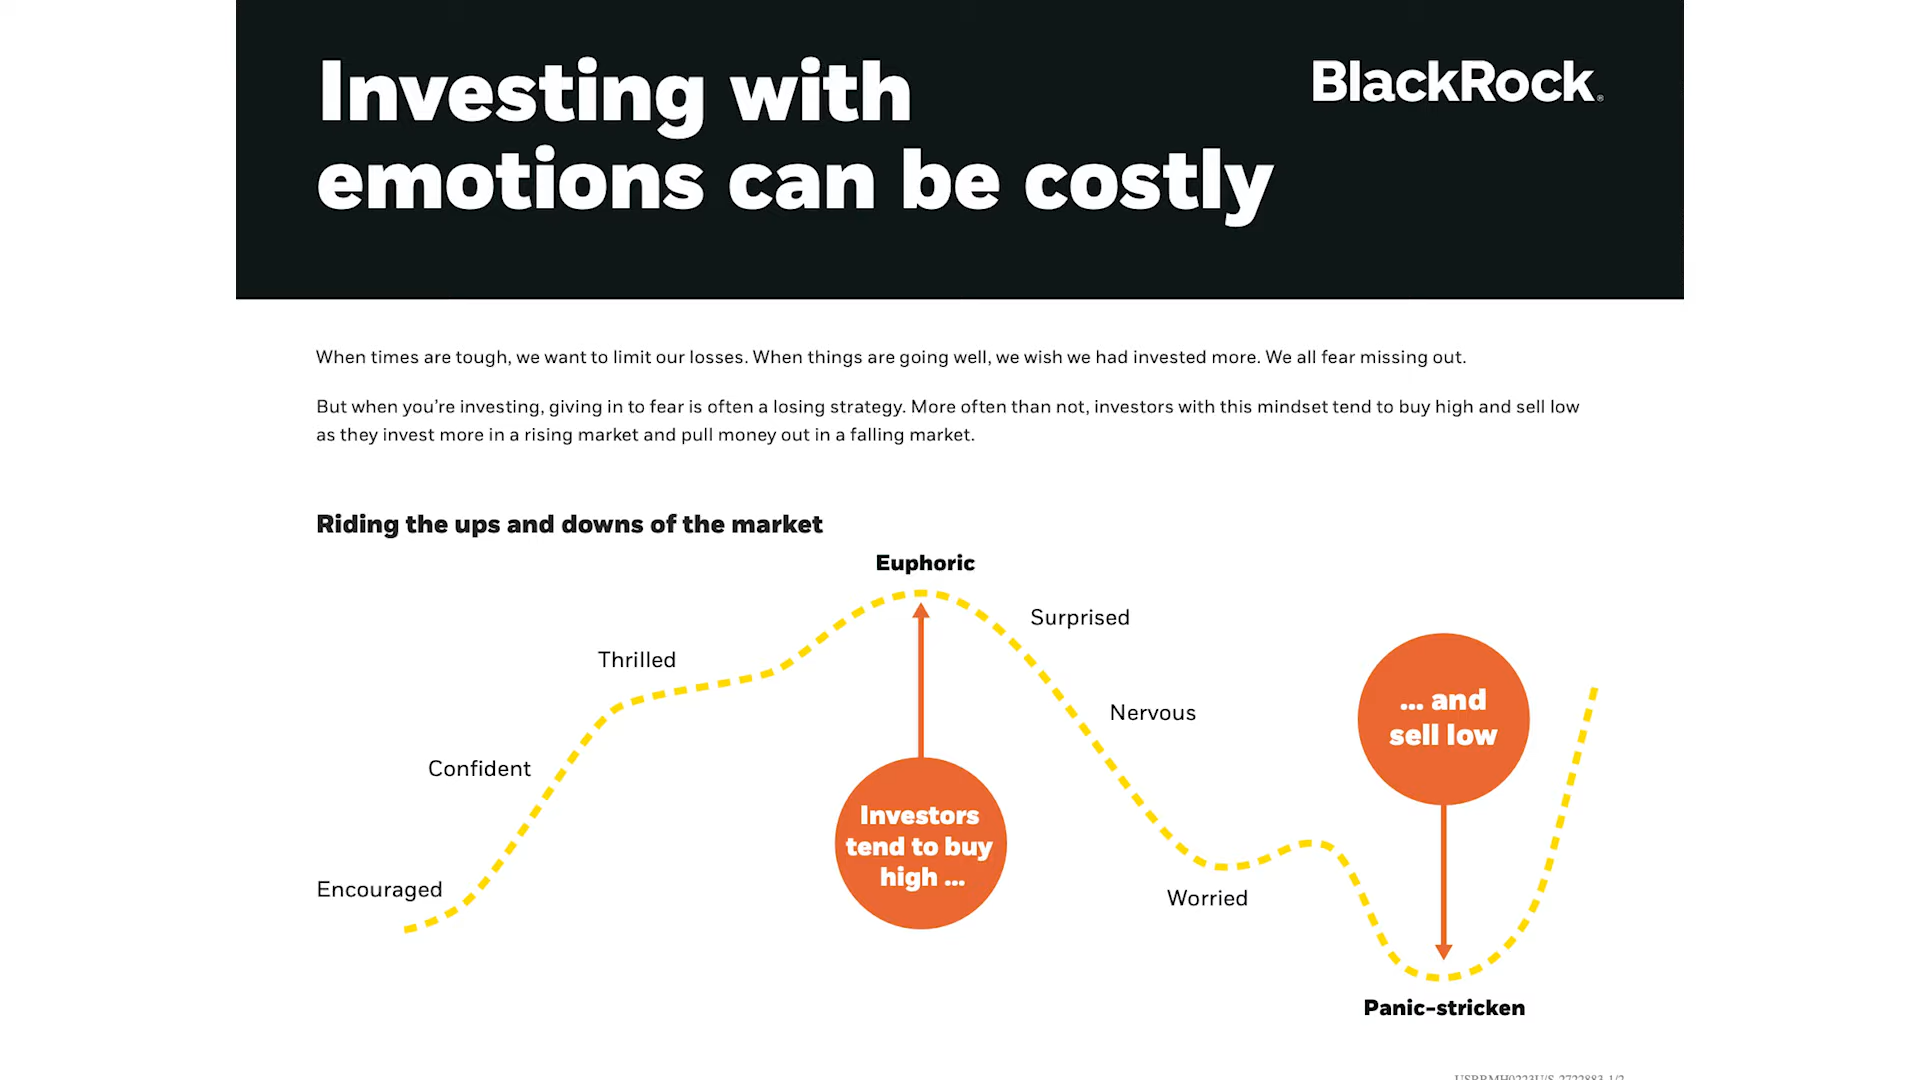 Investing with
emotions can be costly
BlackRock®
When times are tough, we want to limit our losses. When things are going well, we wish we had invested more. We all fear missing out.
But when you’re investing, giving in to fear is often a losing strategy. More often than not, investors with this mindset tend to buy high and sell low
as they invest more in a rising market and pull money out in a falling market.
Riding the ups and downs of the market
Euphoric
Surprised
Thrilled
... and
sell low
Nervous
Confident
Investors
tend to buy
high ...
Encouraged
Worried
Panic-stricken